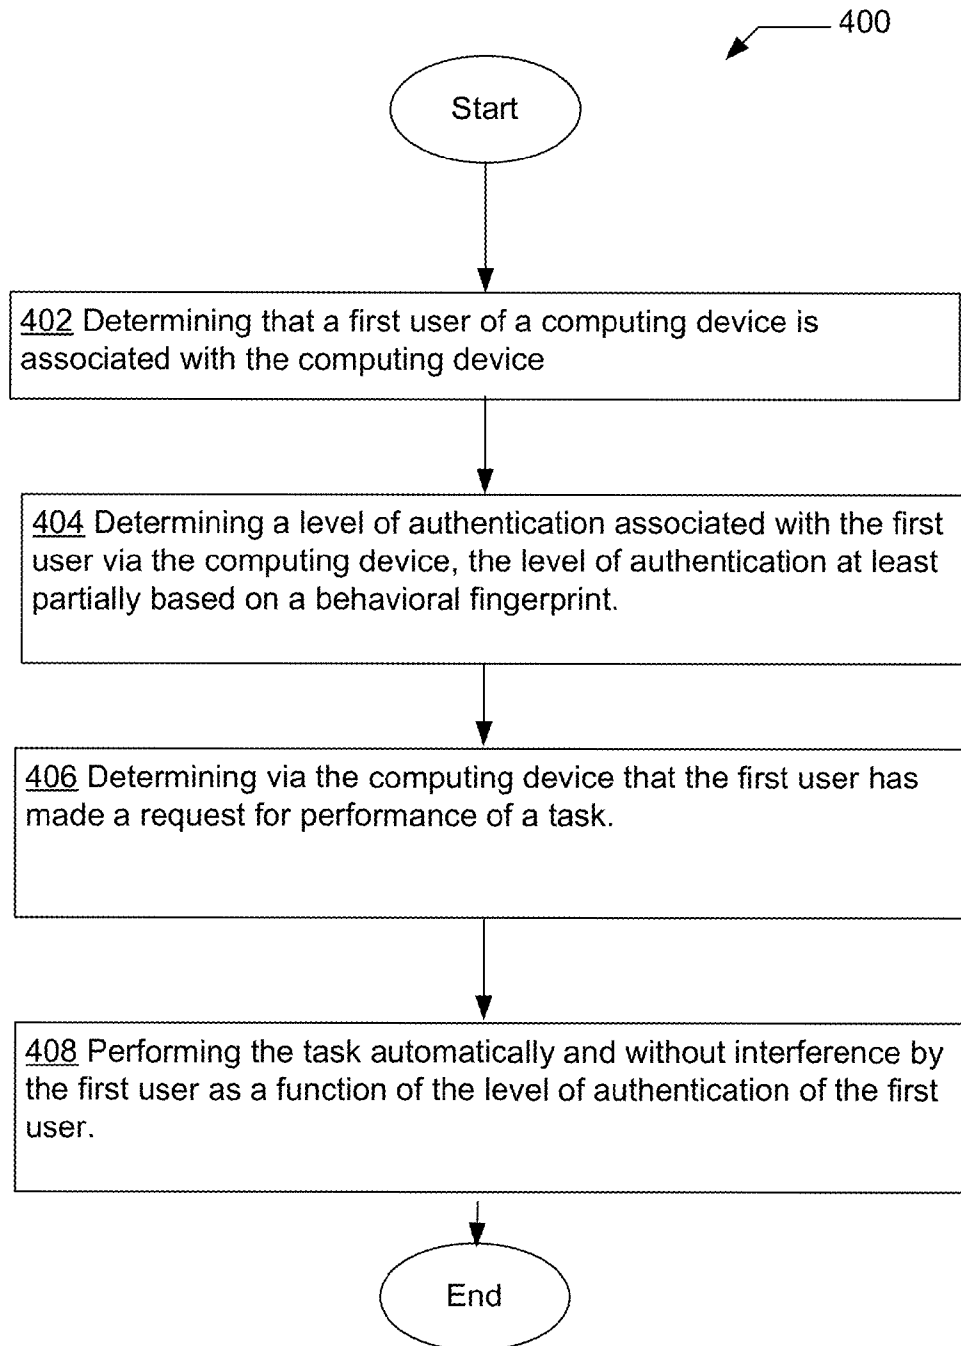 400
Start
402 Determining that a first user of a computing device is
associated with the computing device
404 Determining a level of authentication associated with the first
user via the computing device, the level of authentication at least
partially based on a behavioral fingerprint.
406 Determining via the computing device that the first user has
made a request for performance of a task.
408 Performing the task automatically and without interference by
the first user as a function of the level of authentication of the first
user.
End